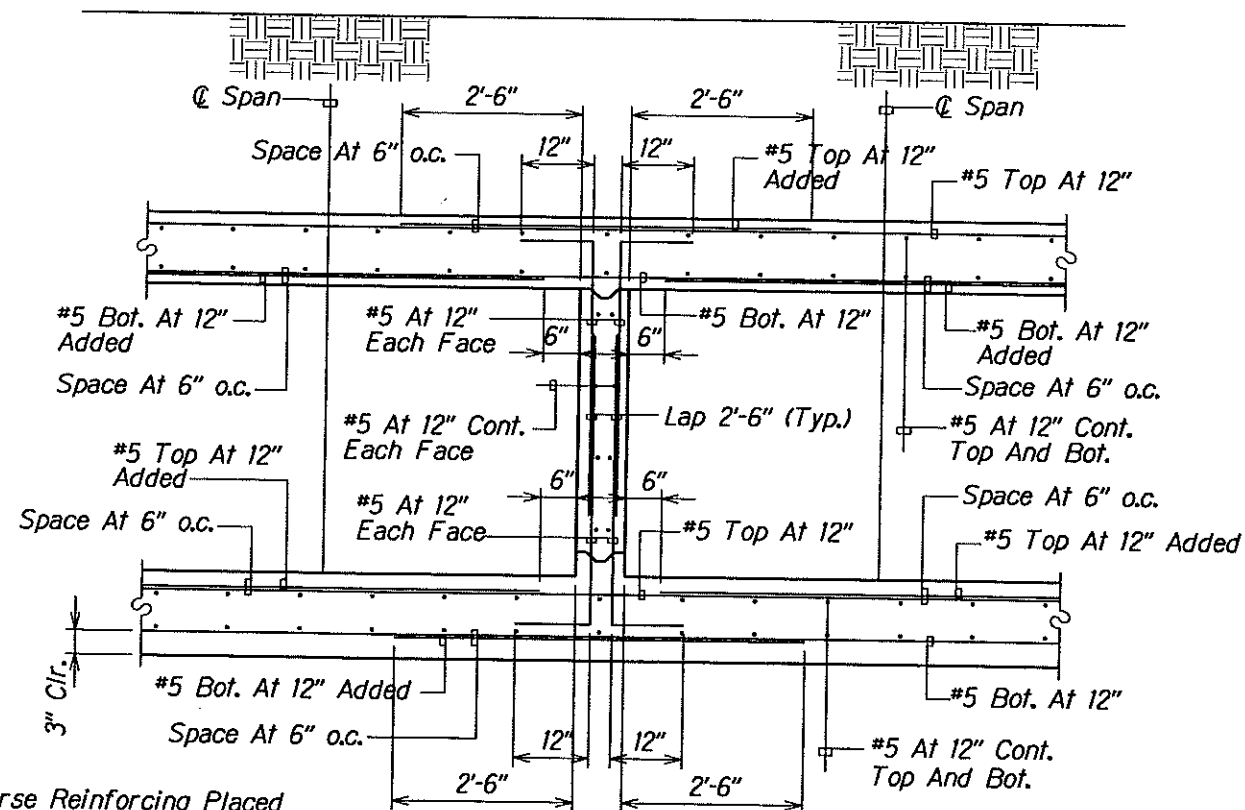 ℄ Span
2'-6"
2'-6"
℄ Span
Space At 6" o.c.
12"
12"
#5 Top At 12"
Added
#5 Top At 12"
#5 Bot. At 12"
Added
#5 At 12"
Each Face
6"
6"
#5 Bot. At 12"
#5 Bot. At 12"
Added
Space At 6" o.c.
Space At 6" o.c.
#5 At 12" Cont.
Each Face
Lap 2'-6" (Typ.)
#5 At 12" Cont.
Top And Bot.
#5 Top At 12"
Added
6"
6"
Space At 6" o.c.
#5 At 12"
Each Face
Space At 6" o.c.
#5 Top At 12"
#5 Top At 12" Added
3" Clr.
#5 Bot. At 12" Added
#5 Bot. At 12"
Space At 6" o.c.
12"
12"
#5 At 12" Cont.
Top And Bot.
2'-6"
2'-6"
rse Reinforcing Placed